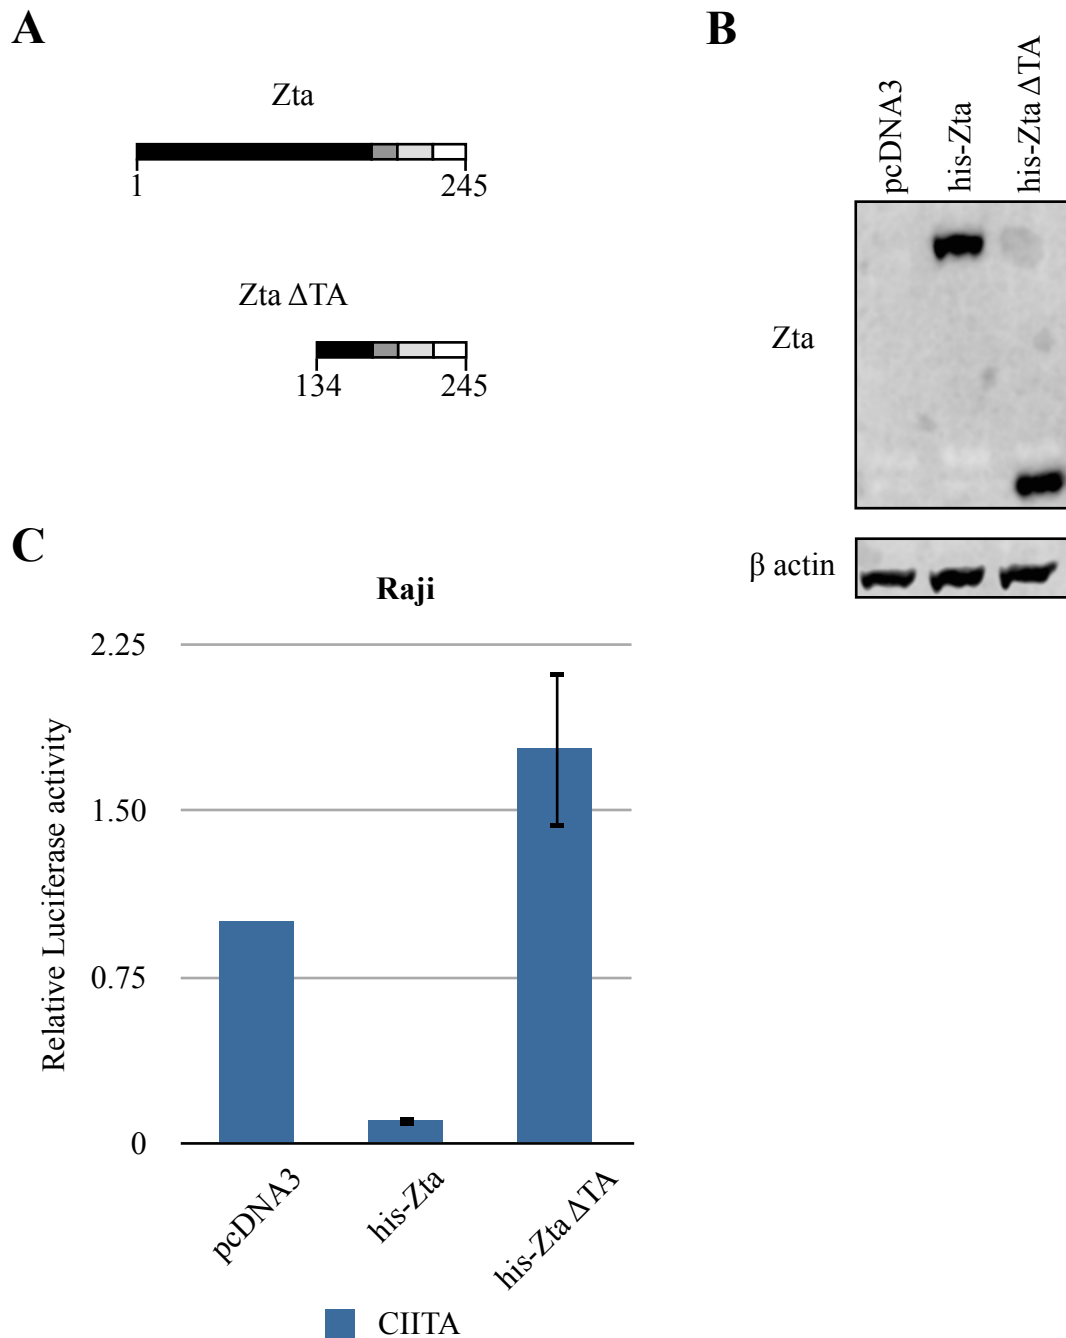 A
Zta
1
245
Zta ΔTA
134
245
B
pcDNA3
his-Zta
his-Zta ΔTA
Zta
β actin
C
Raji
Relative Luciferase activity
2.25
1.50
0.75
0
pcDNA3
his-Zta
his-Zta ΔTA
CIITA